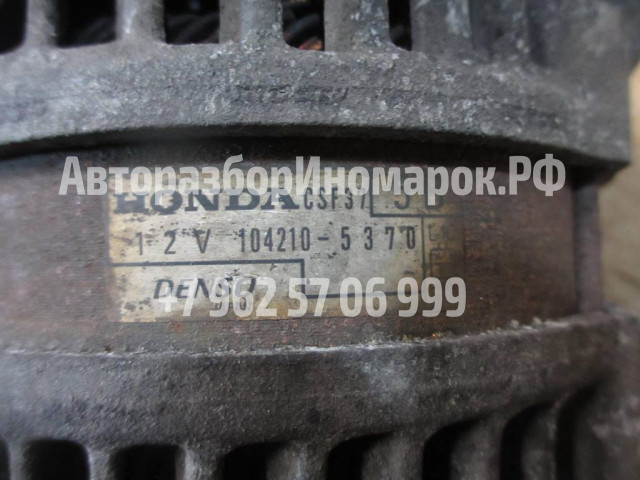 АвторазборИномарок.РФ
HONDA CSF37
12V 104210-5370
DENSO
+7 962 57 06 999